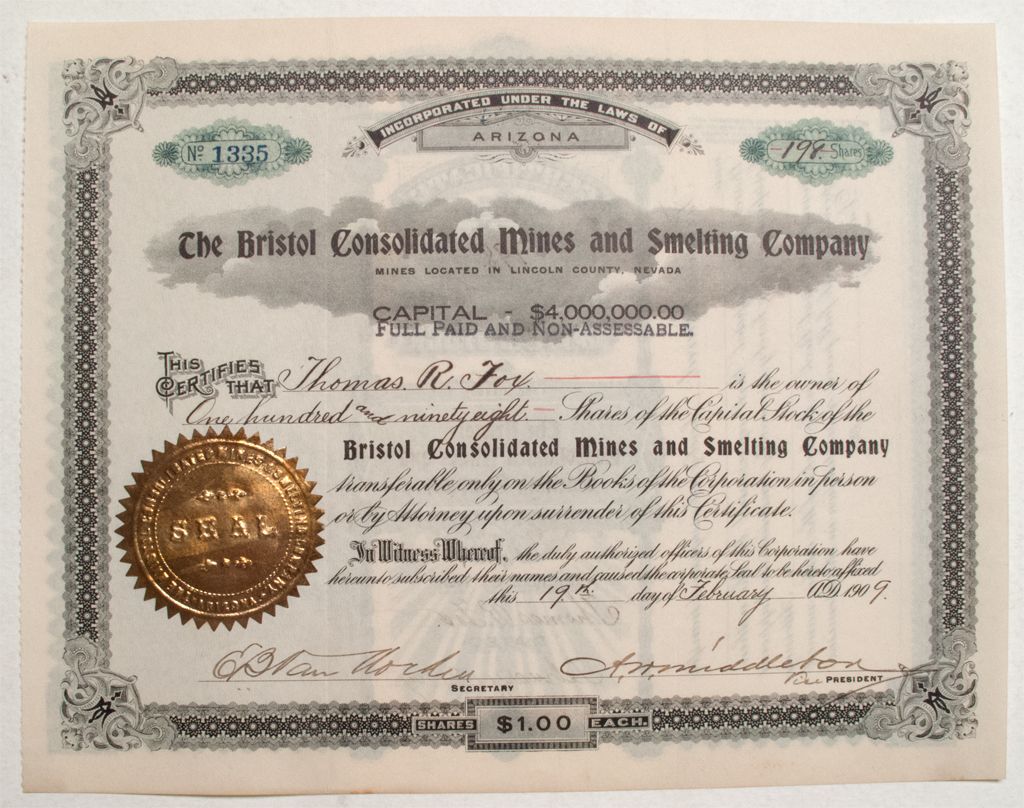 INCORPORATED UNDER THE LAWS OF
ARIZONA
No. 1335
198 Shares
The Bristol Consolidated Mines and Smelting Company
MINES LOCATED IN LINCOLN COUNTY, NEVADA
CAPITAL - $4,000,000.00
FULL PAID AND NON-ASSESSABLE.
THIS CERTIFIES THAT Thomas R. Fox is the owner of
One hundred and ninety eight Shares of the Capital Stock of the
Bristol Consolidated Mines and Smelting Company
transferable only on the Books of the Corporation in person
or by Attorney upon surrender of this Certificate.
In Witness Whereof, the duly authorized officers of this Corporation have
hereunto subscribed their names and caused the corporate Seal to be hereto affixed
this 19th. day of February A.D. 1909.
SEAL
A. W. Middleton
SECRETARY
Vice PRESIDENT
SHARES $1.00 EACH.